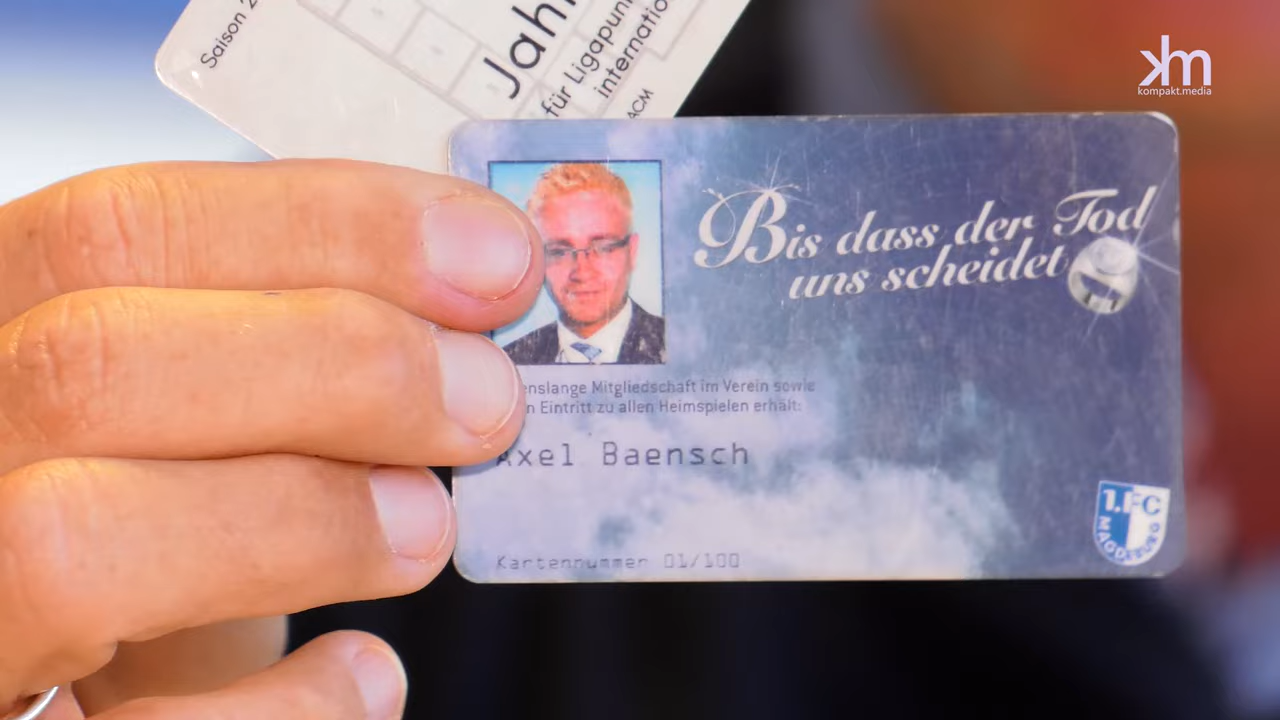 Saison 2
Jah
für Ligapun
internatio
ACM
km
kompakt.media
Bis dass der Tod
uns scheidet
enslange Mitgliedschaft im Verein sowie
n Eintritt zu allen Heimspielen erhält:
Axel Baensch
Kartennummer 01/100
1.FC
MAGDEBURG